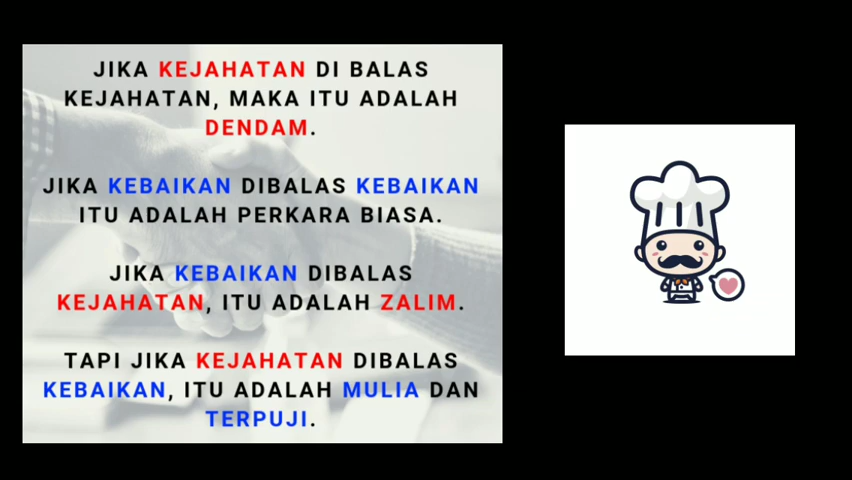 JIKA KEJAHATAN DI BALAS
KEJAHATAN, MAKA ITU ADALAH
DENDAM.
JIKA KEBAIKAN DIBALAS KEBAIKAN
ITU ADALAH PERKARA BIASA.
JIKA KEBAIKAN DIBALAS
KEJAHATAN, ITU ADALAH ZALIM.
TAPI JIKA KEJAHATAN DIBALAS
KEBAIKAN, ITU ADALAH MULIA DAN
TERPUJI.